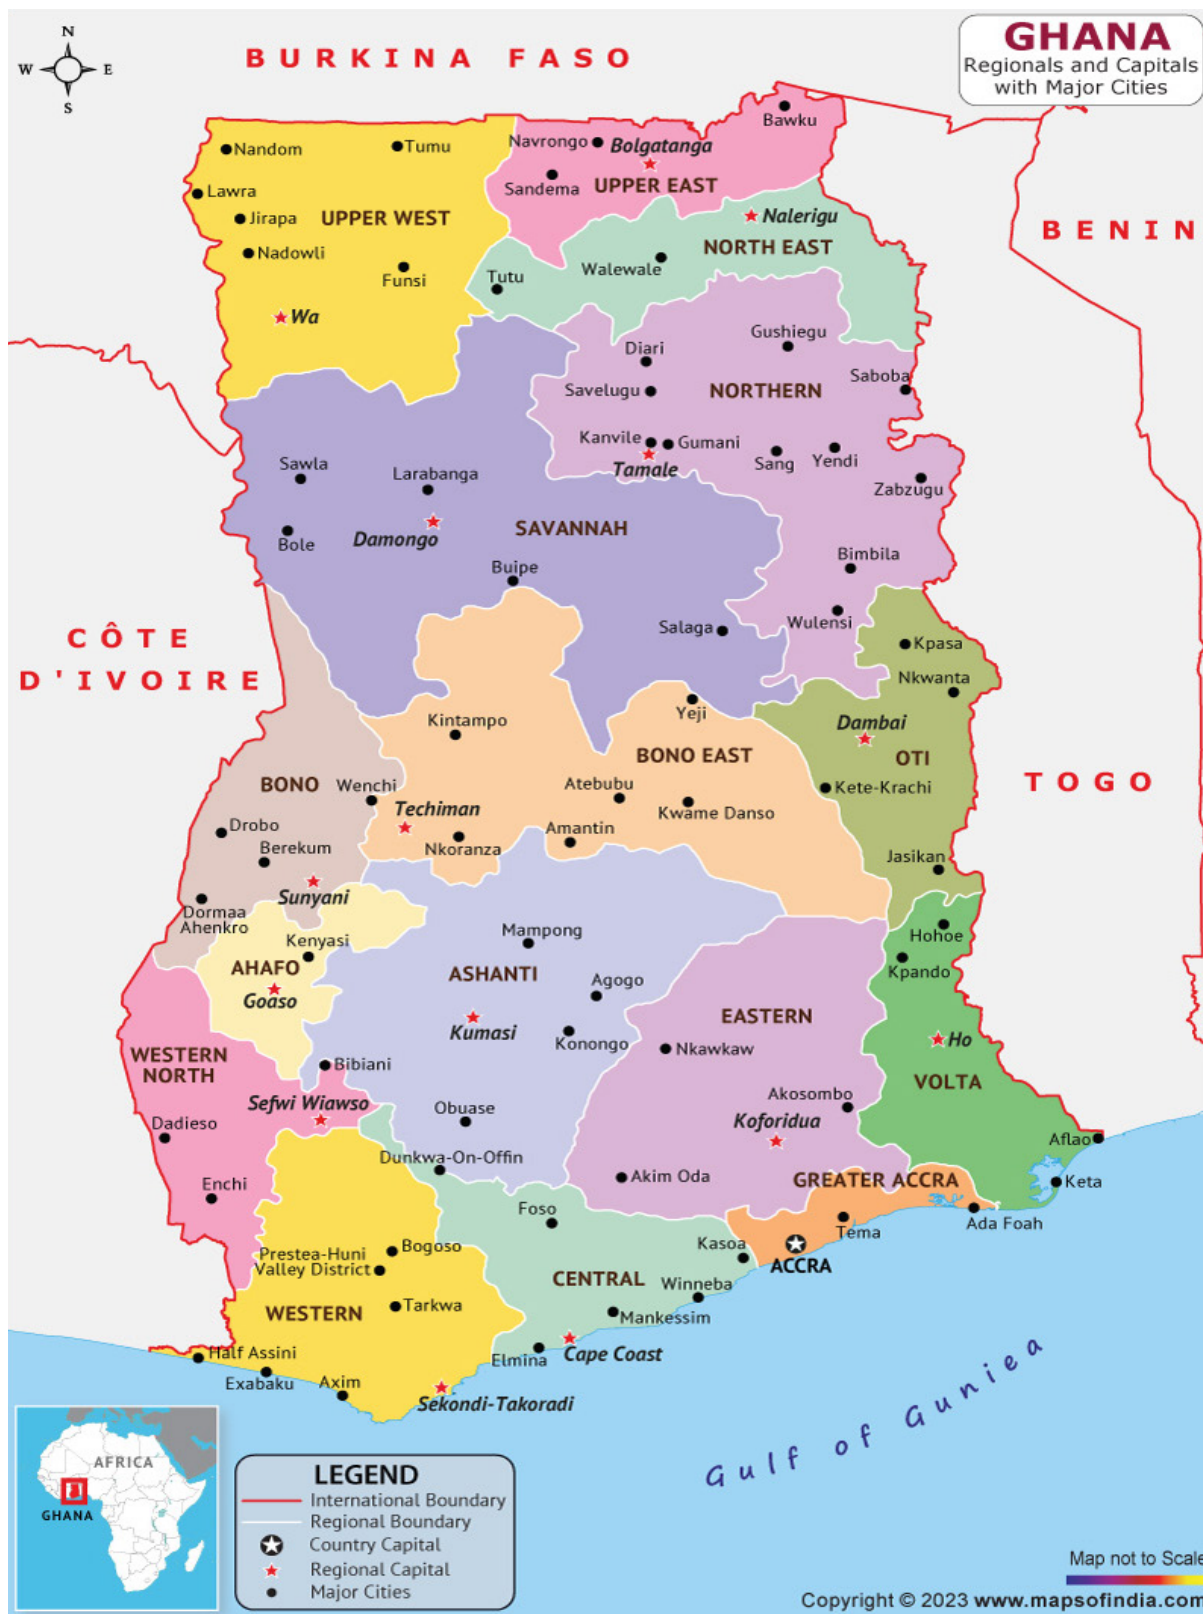 GHANA
Regionals and Capitals
with Major Cities
N
W
E
S
BURKINA FASO
BENIN
TOGO
CÔTE
D'IVOIRE
Bawku
Nandom
Tumu
Navrongo
Bolgatanga
Sandema
UPPER EAST
Lawra
Jirapa
UPPER WEST
Nalerigu
NORTH EAST
Nadowli
Funsi
Walewale
Tutu
Wa
Gushiegu
Diari
Saboba
Savelugu
NORTHERN
Kanvile
Gumani
Tamale
Sang
Yendi
Zabzugu
Sawla
Larabanga
Damongo
SAVANNAH
Bole
Buipe
Bimbila
Wulensi
Salaga
Kpasa
Nkwanta
Yeji
Kintampo
Dambai
BONO EAST
OTI
BONO
Wenchi
Techiman
Atebubu
Kwame Danso
Kete-Krachi
Drobo
Berekum
Nkoranza
Amantin
Jasikan
Sunyani
Dormaa
Ahenkro
Kenyasi
AHAFO
Goaso
Mampong
Hohoe
Kpando
ASHANTI
Agogo
Kumasi
Konongo
EASTERN
Nkawkaw
Ho
VOLTA
WESTERN
NORTH
Bibiani
Sefwi Wiawso
Obuase
Akosombo
Koforidua
Dadieso
Aflao
Dunkwa-On-Offin
Enchi
Akim Oda
GREATER ACCRA
Keta
Foso
Ada Foah
Tema
Kasoa
ACCRA
Bogoso
Prestea-Huni
Valley District
CENTRAL
Winneba
WESTERN
Tarkwa
Mankessim
Half Assini
Elmina
Cape Coast
Exabaku
Axim
Sekondi-Takoradi
Gulf of Guniea
AFRICA
GHANA
LEGEND
International Boundary
Regional Boundary
Country Capital
Regional Capital
Major Cities
Map not to Scale
Copyright © 2023 www.mapsofindia.com